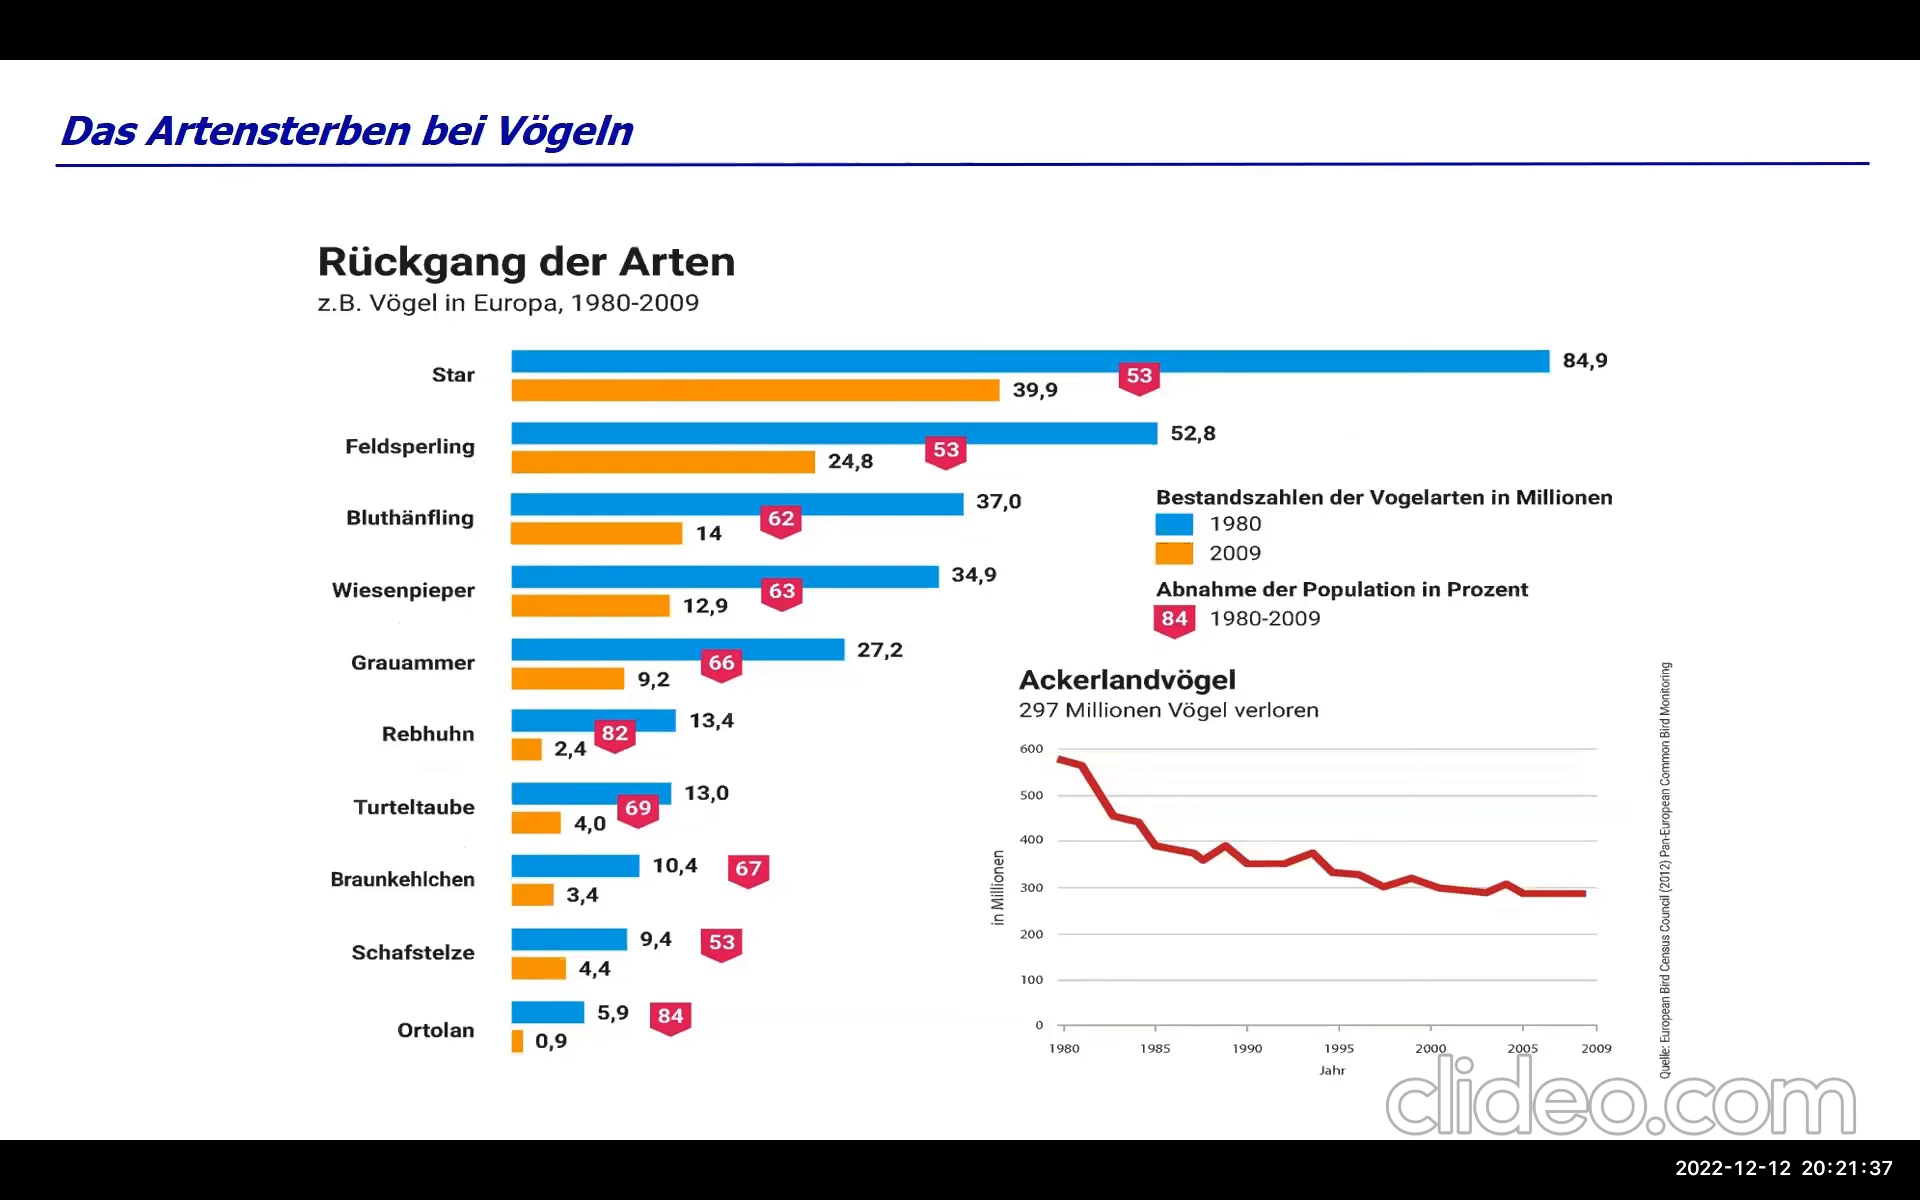 Das Artensterben bei Vögeln
Rückgang der Arten
z.B. Vögel in Europa, 1980-2009
Star
84,9
53
39,9
Feldsperling
52,8
53
24,8
Bluthänfling
37,0
62
14
Wiesenpieper
34,9
63
12,9
Grauammer
27,2
66
9,2
Rebhuhn
13,4
82
2,4
Turteltaube
13,0
69
4,0
Braunkehlchen
10,4
67
3,4
Schafstelze
9,4
53
4,4
Ortolan
5,9
84
0,9
Bestandszahlen der Vogelarten in Millionen
1980
2009
Abnahme der Population in Prozent
84 1980-2009
Ackerlandvögel
297 Millionen Vögel verloren
600
500
400
300
200
100
0
in Millionen
1980 1985 1990 1995 2000 2005 2009
Jahr
Quelle: European Bird Census Council (2012) Pan-European Common Bird Monitoring
clideo.com
2022-12-12 20:21:37